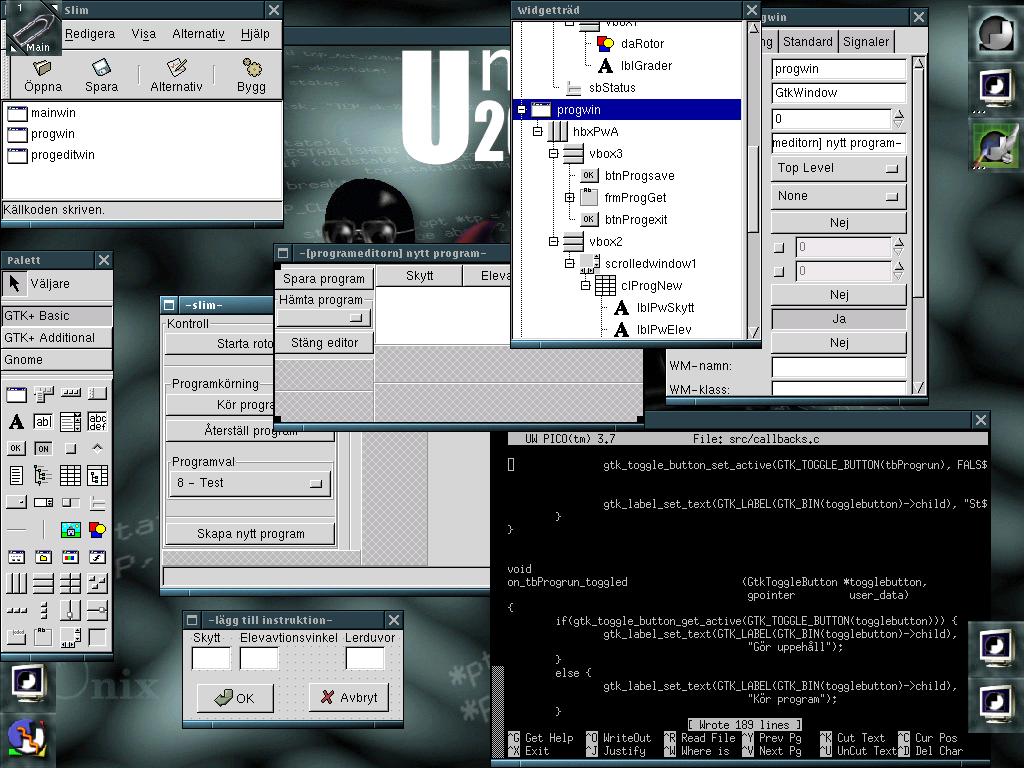 1
Main
Slim
Redigera Visa Alternativ Hjälp
Öppna Spara Alternativ Bygg
mainwin
progwin
progeditwin
Källkoden skriven.
Widgetträd
vbox1
daRotor
lblGrader
sbStatus
progwin
hbxPwA
vbox3
btnProgsave
frmProgGet
btnProgexit
vbox2
scrolledwindow1
clProgNew
lblPwSkytt
lblPwElev
gwin
ng Standard Signaler
progwin
GtkWindow
0
meditorn] nytt program-
Top Level
None
Nej
0
0
Nej
Ja
Nej
WM-namn:
WM-klass:
Palett
Väljare
GTK+ Basic
GTK+ Additional
Gnome
-[programeditorn] nytt program-
Spara program
Hämta program
Stäng editor
Skytt Eleva
-slim-
Kontroll
Starta roto
Programkörning
Kör progra
Återställ program
Programval
8 - Test
Skapa nytt program
-lägg till instruktion-
Skytt Elevavtionsvinkel Lerduvor
OK Avbryt
UW PICO(tm) 3.7 File: src/callbacks.c
gtk_toggle_button_set_active(GTK_TOGGLE_BUTTON(tbProgrun), FALS$
gtk_label_set_text(GTK_LABEL(GTK_BIN(togglebutton)->child), "St$
}
}
void
on_tbProgrun_toggled (GtkToggleButton *togglebutton,
gpointer user_data)
{
if(gtk_toggle_button_get_active(GTK_TOGGLE_BUTTON(togglebutton))) {
gtk_label_set_text(GTK_LABEL(GTK_BIN(togglebutton)->child),
"Gör uppehåll");
}
else {
gtk_label_set_text(GTK_LABEL(GTK_BIN(togglebutton)->child),
"Kör program");
}
[ Wrote 189 lines ]
^G Get Help ^O WriteOut ^R Read File ^Y Prev Pg ^K Cut Text ^C Cur Pos
^X Exit ^J Justify ^W Where is ^V Next Pg ^U UnCut Text ^D Del Char